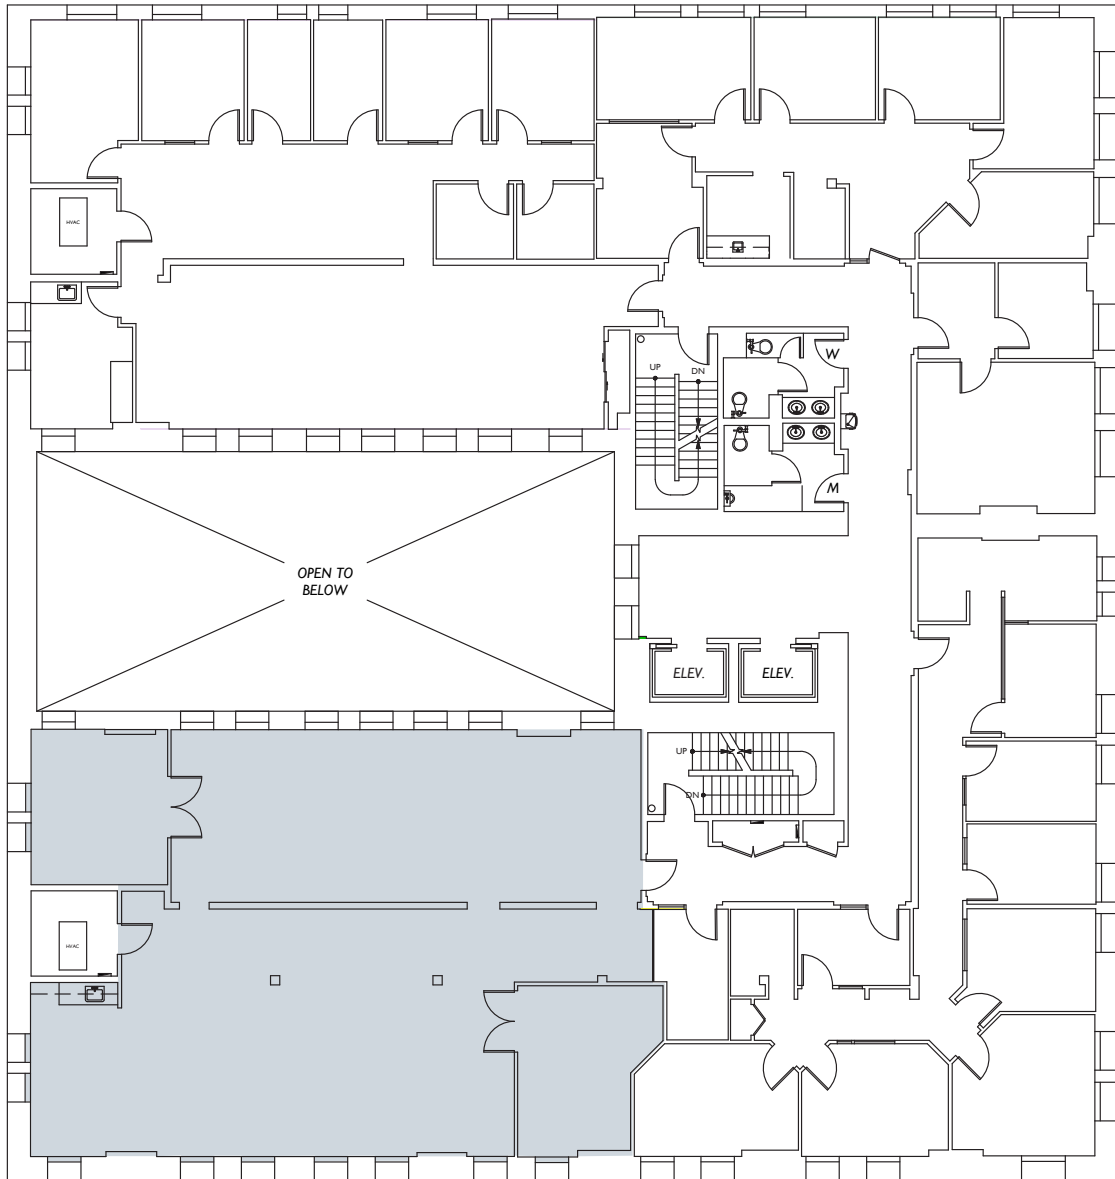 HVAC
UP
DN
W
M
OPEN TO
BELOW
ELEV.
ELEV.
UP
DN
HVAC